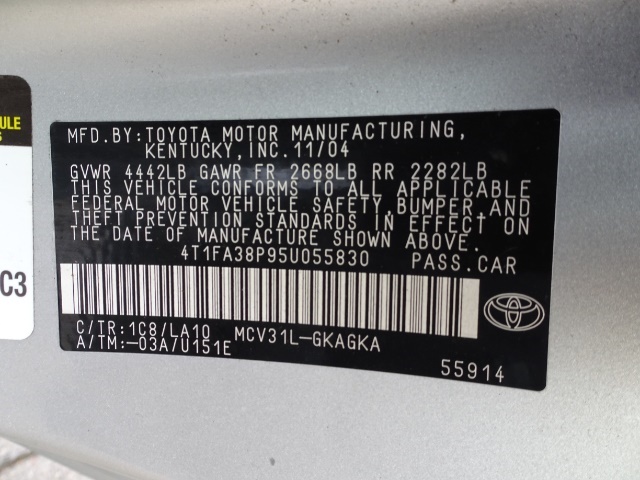 MFD.BY:TOYOTA MOTOR MANUFACTURING,
KENTUCKY,INC.11/04
GVWR 4442LB GAWR FR 2668LB RR 2282LB
THIS VEHICLE CONFORMS TO ALL APPLICABLE
FEDERAL MOTOR VEHICLE SAFETY,BUMPER,AND
THEFT PREVENTION STANDARDS IN EFFECT ON
THE DATE OF MANUFACTURE SHOWN ABOVE.
4T1FA38P95U055830 PASS.CAR
C/TR:1C8/LA10 MCV31L-GKAGKA
A/TM:-03A/U151E
55914
ULE
S
C3